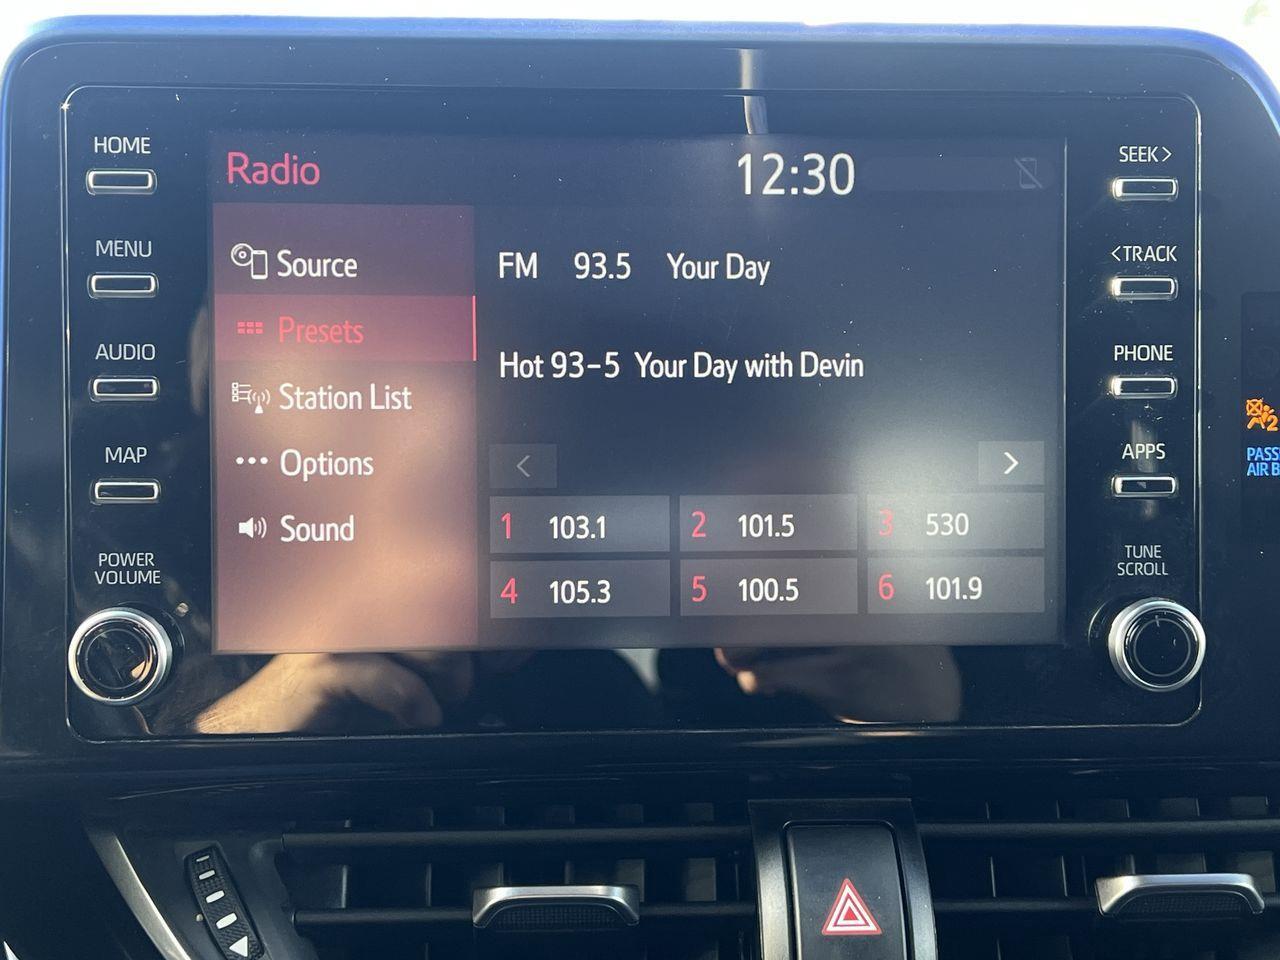 HOME
MENU
AUDIO
MAP
POWER
VOLUME
Radio
12:30
Source
Presets
Station List
Options
Sound
FM 93.5 Your Day
Hot 93-5 Your Day with Devin
1 103.1 2 101.5 3 530
4 105.3 5 100.5 6 101.9
SEEK>
<TRACK
PHONE
APPS
TUNE
SCROLL
2